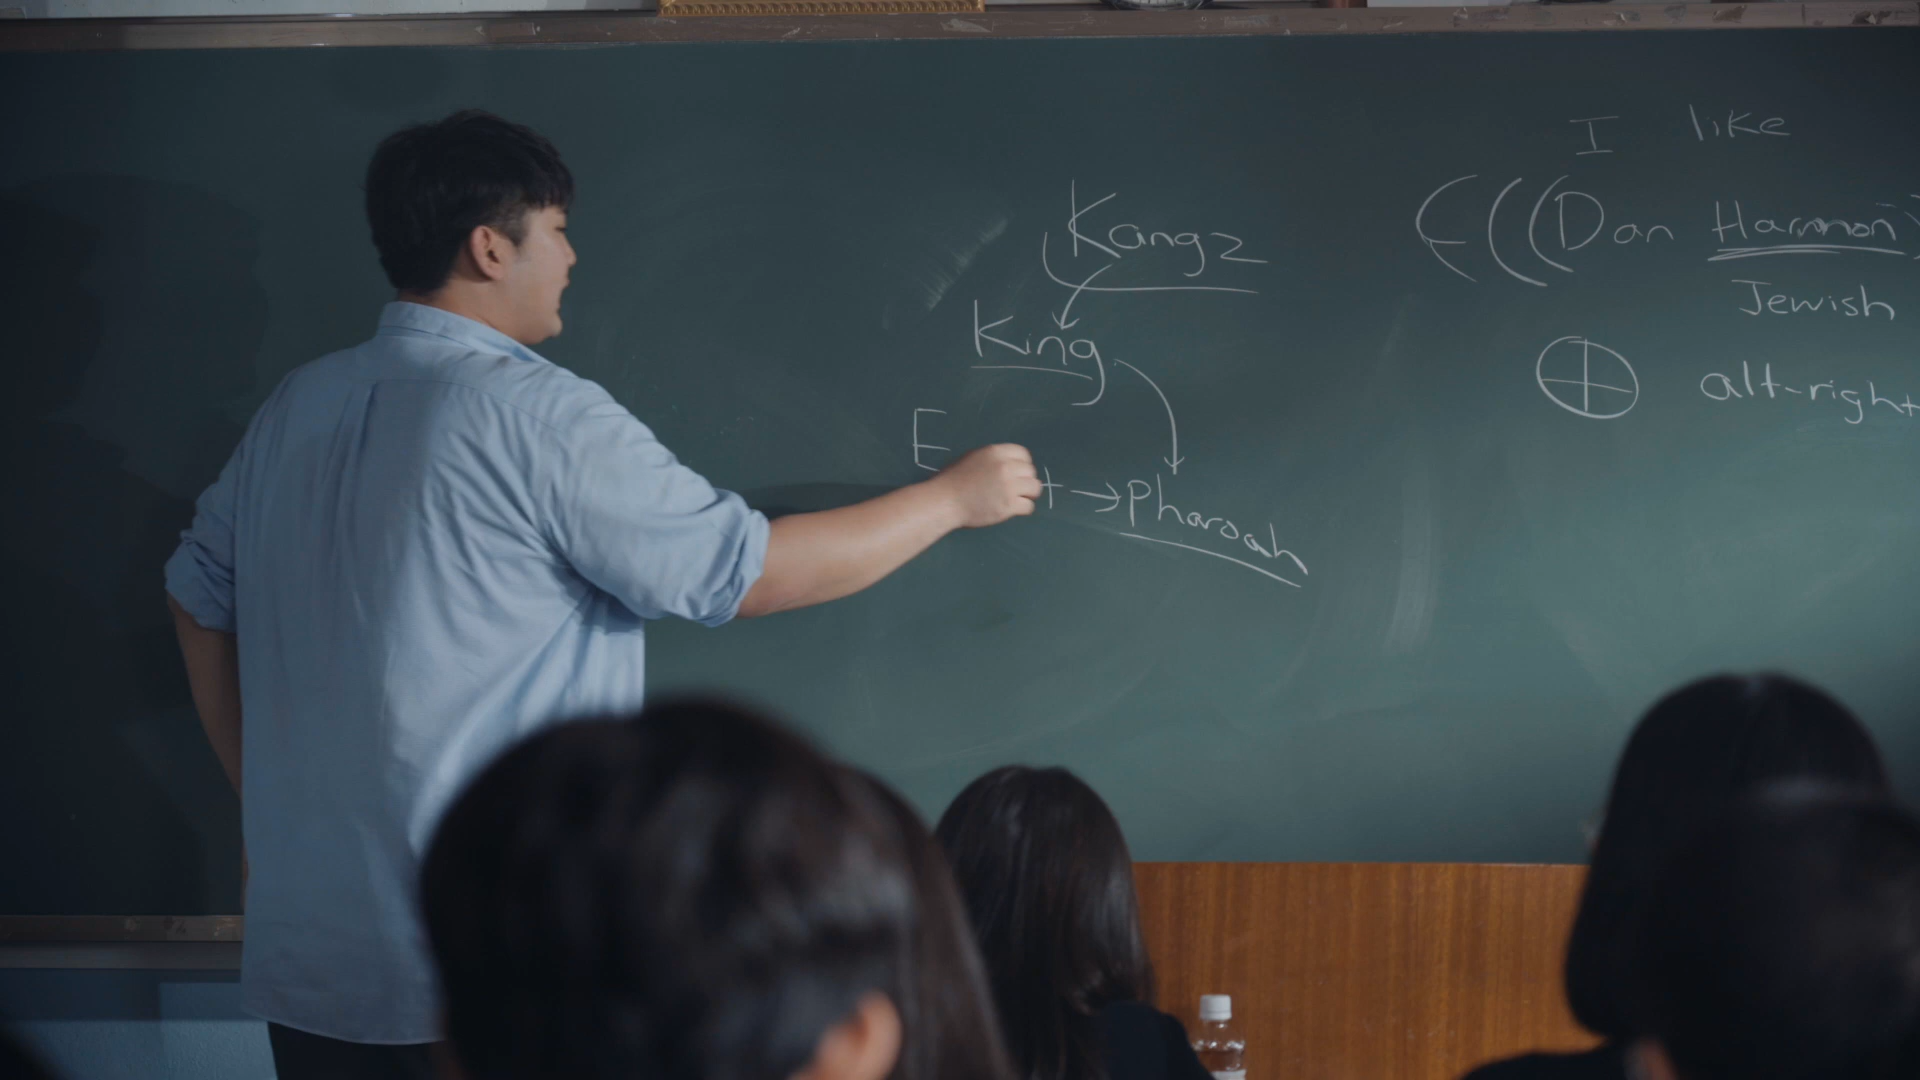 Kangz
King
E t → Pharoah
I like
(((Dan Harmon)
Jewish
⊕ alt-right